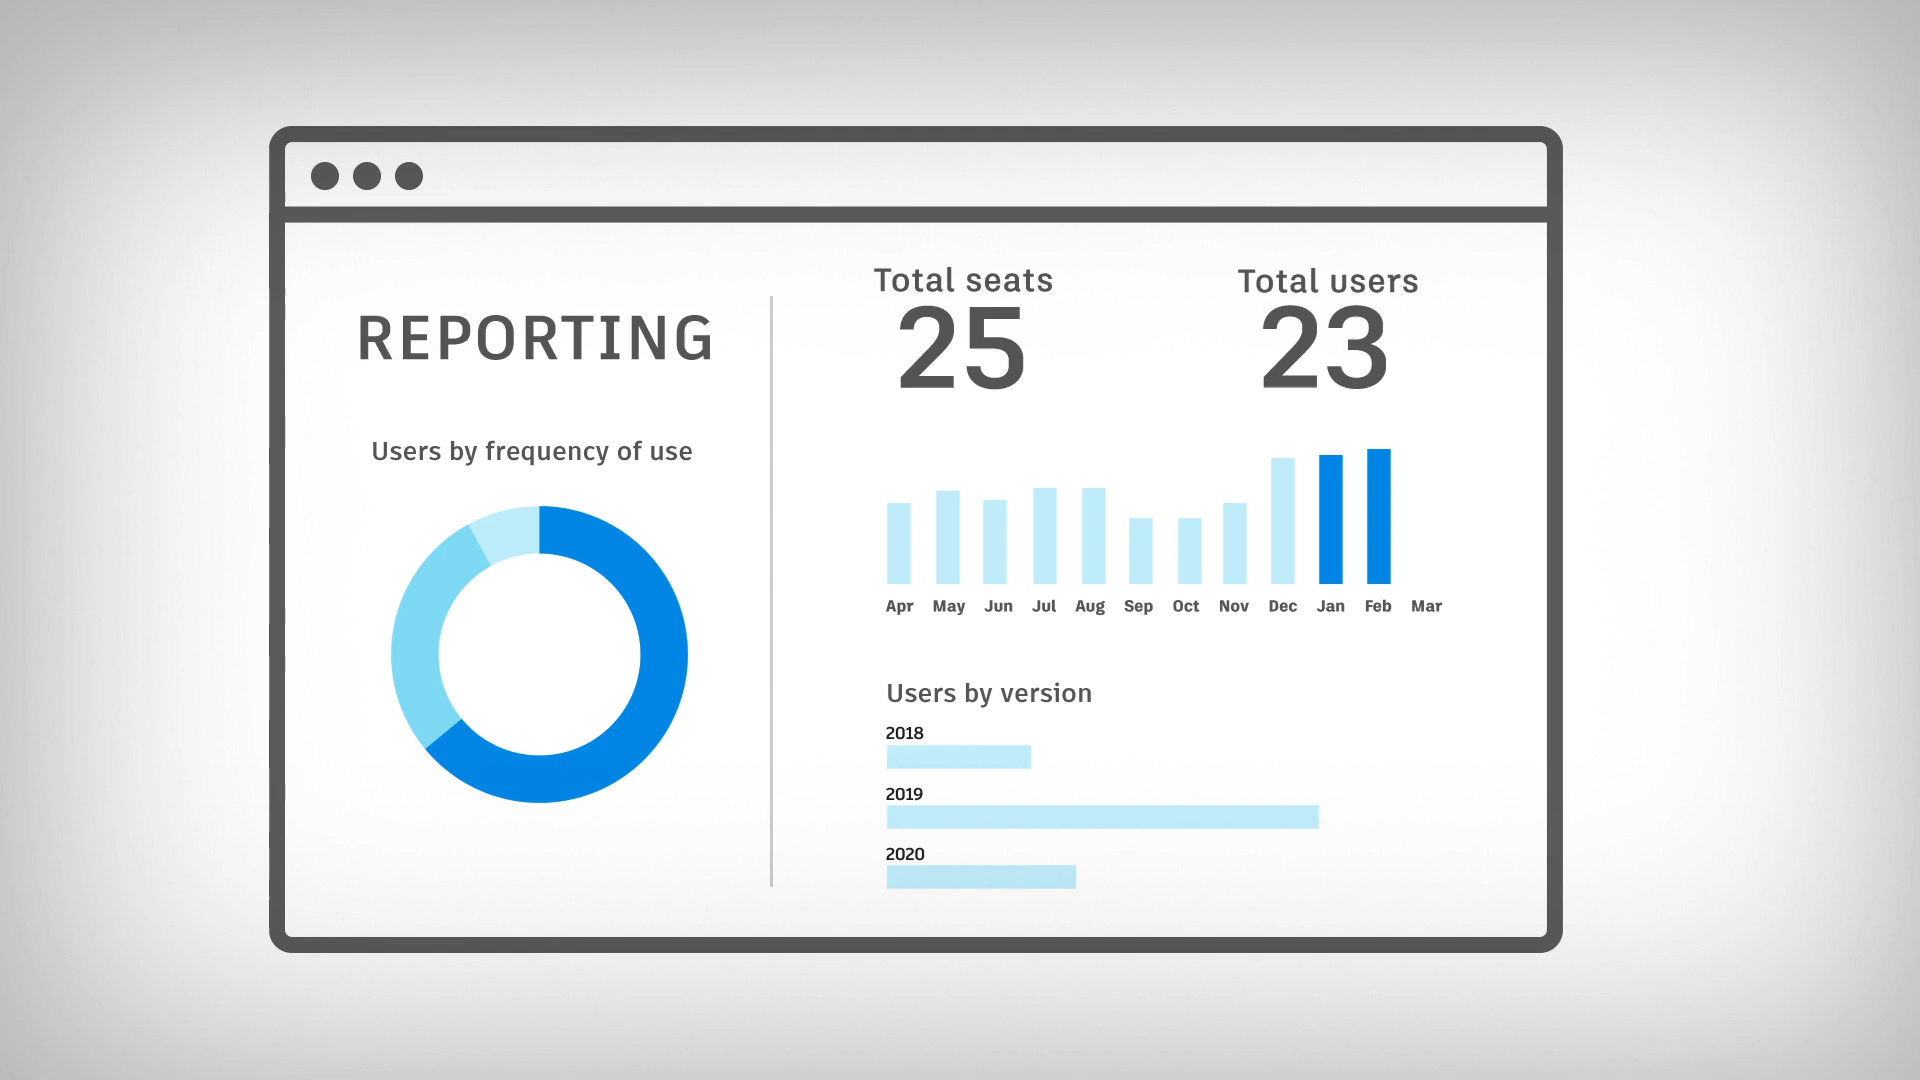 REPORTING
Users by frequency of use
Total seats
25
Total users
23
Apr May Jun Jul Aug Sep Oct Nov Dec Jan Feb Mar
Users by version
2018
2019
2020